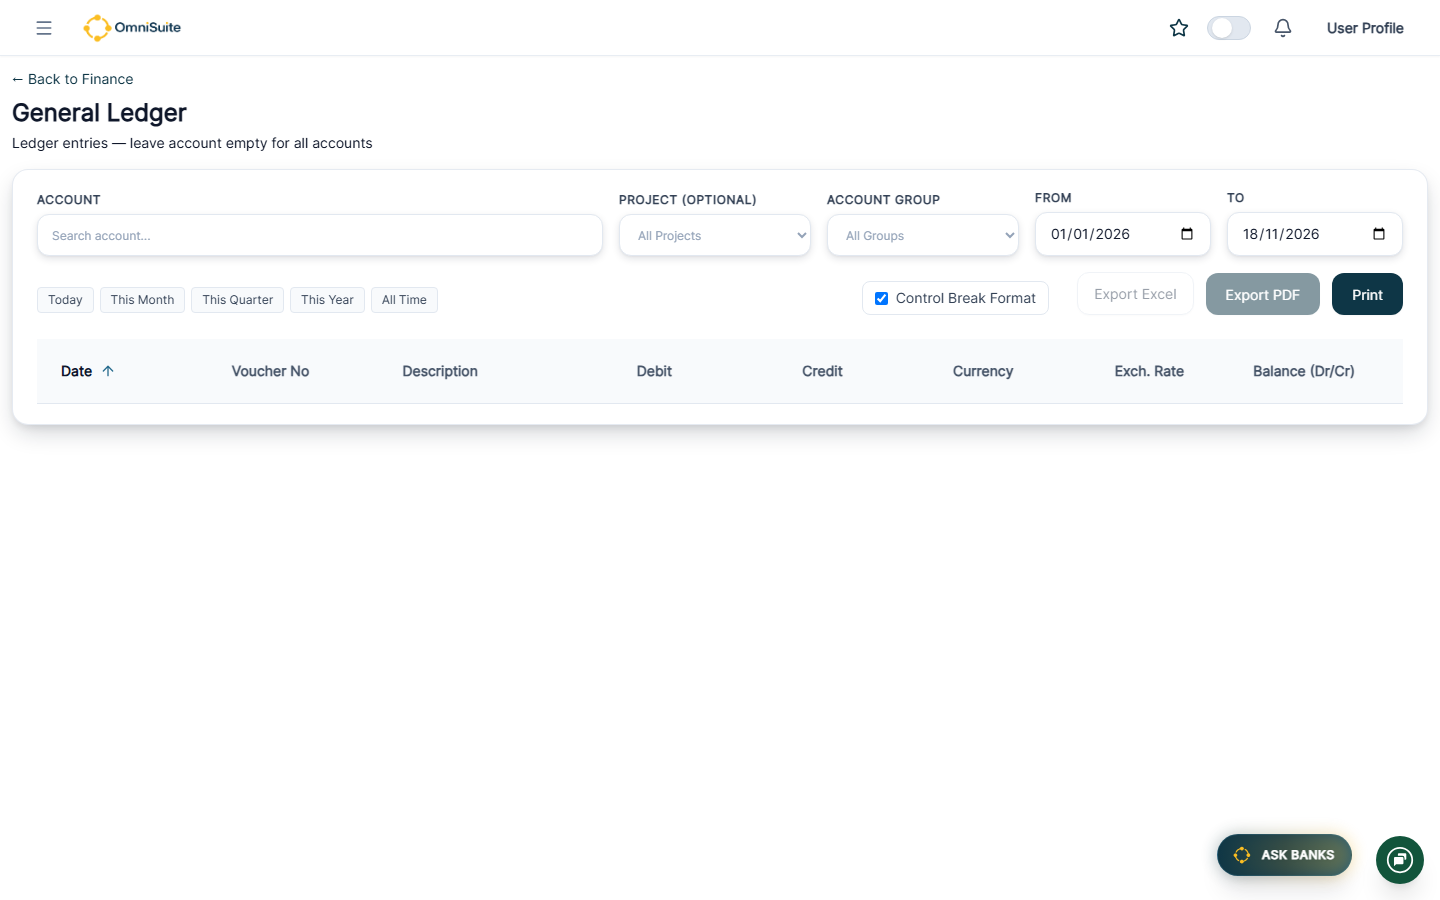 OmniSuite
User Profile
← Back to Finance
General Ledger
Ledger entries — leave account empty for all accounts
ACCOUNT
PROJECT (OPTIONAL)
ACCOUNT GROUP
FROM
TO
Search account...
All Projects
All Groups
01/01/2026
18/11/2026
Today
This Month
This Quarter
This Year
All Time
Control Break Format
Export Excel
Export PDF
Print
Date ↑
Voucher No
Description
Debit
Credit
Currency
Exch. Rate
Balance (Dr/Cr)
ASK BANKS